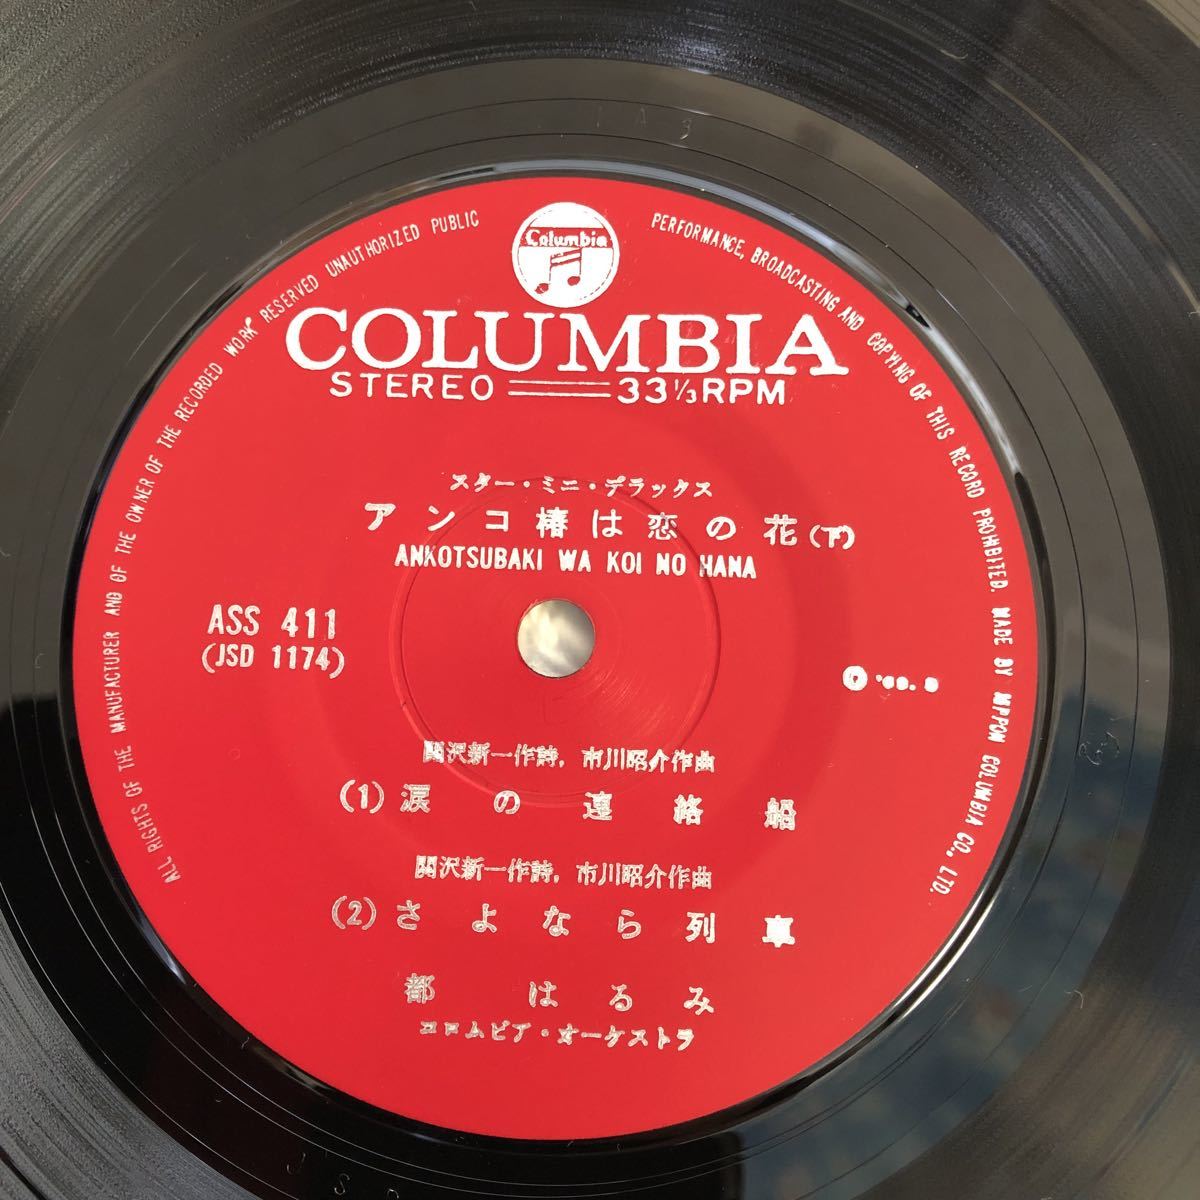 ALL RIGHTS OF THE MANUFACTURER AND OF THE OWNER OF THE RECORDED WORK RESERVED UNAUTHORIZED PUBLIC PERFORMANCE, BROADCASTING AND COPYING OF THIS RECORD PROHIBITED. MADE BY NIPPON COLUMBIA CO., LTD.
Columbia
COLUMBIA
STEREO 33⅓RPM
スター・ミニ・デラックス
アンコ椿は恋の花(下)
ANKOTSUBAKI WA KOI NO HANA
ASS 411
(JSD 1174)
Ⓟ '69. 8
関沢新一作詩, 市川昭介作曲
(1) 涙の連絡船
関沢新一作詩, 市川昭介作曲
(2) さよなら列車
都はるみ
コロムビア・オーケストラ